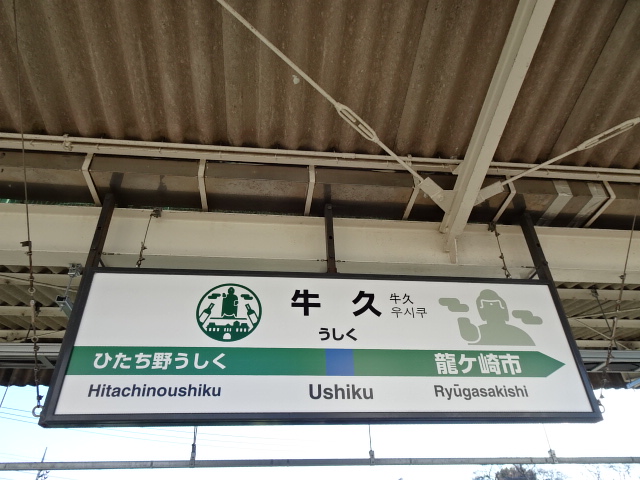 牛久
牛久
우시쿠
うしく
ひたち野うしく
龍ケ崎市
Hitachinoushiku
Ushiku
Ryūgasakishi